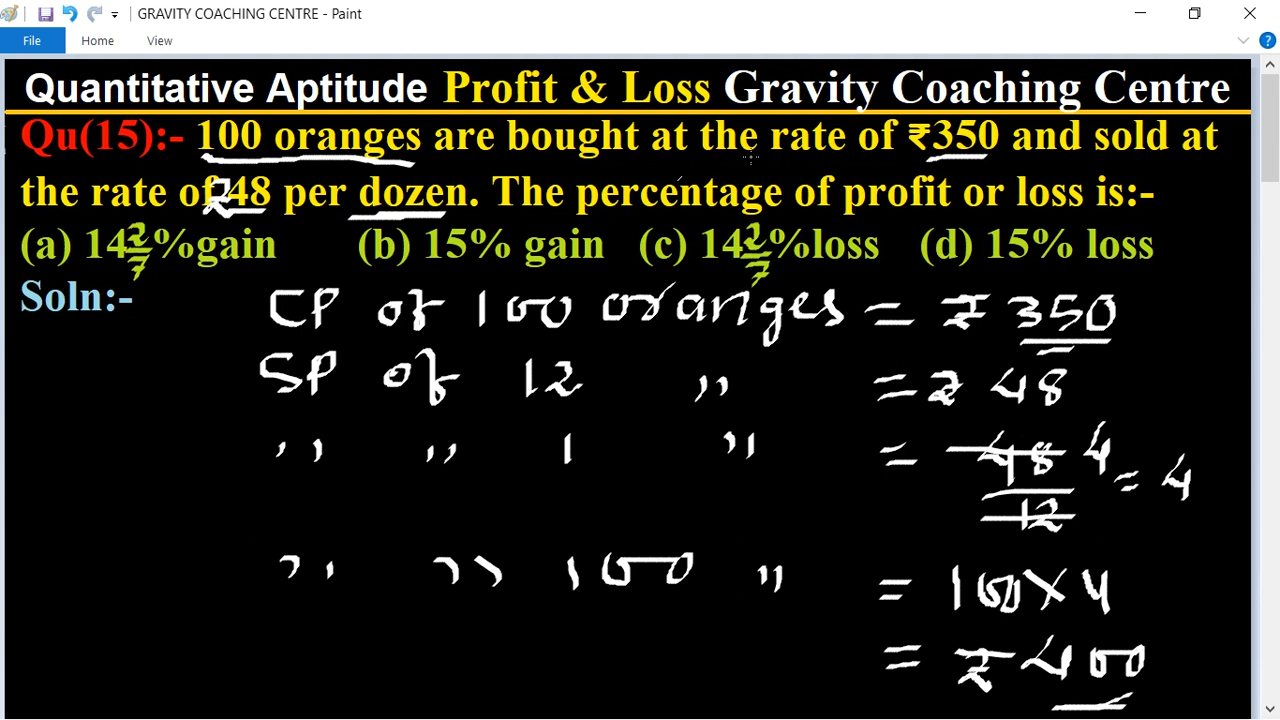 GRAVITY COACHING CENTRE - Paint
File Home View
Quantitative Aptitude Profit & Loss Gravity Coaching Centre
Qu(15):- 100 oranges are bought at the rate of ₹350 and sold at
the rate of ₹48 per dozen. The percentage of profit or loss is:-
(a) 14 2/7 %gain (b) 15% gain (c) 14 2/7 %loss (d) 15% loss
Soln:-
CP of 100 oranges = ₹ 350
SP of 12 " = ₹ 48
" " 1 " = 48/12 4 = 4
" " 100 " = 100 × 4
= ₹ 400